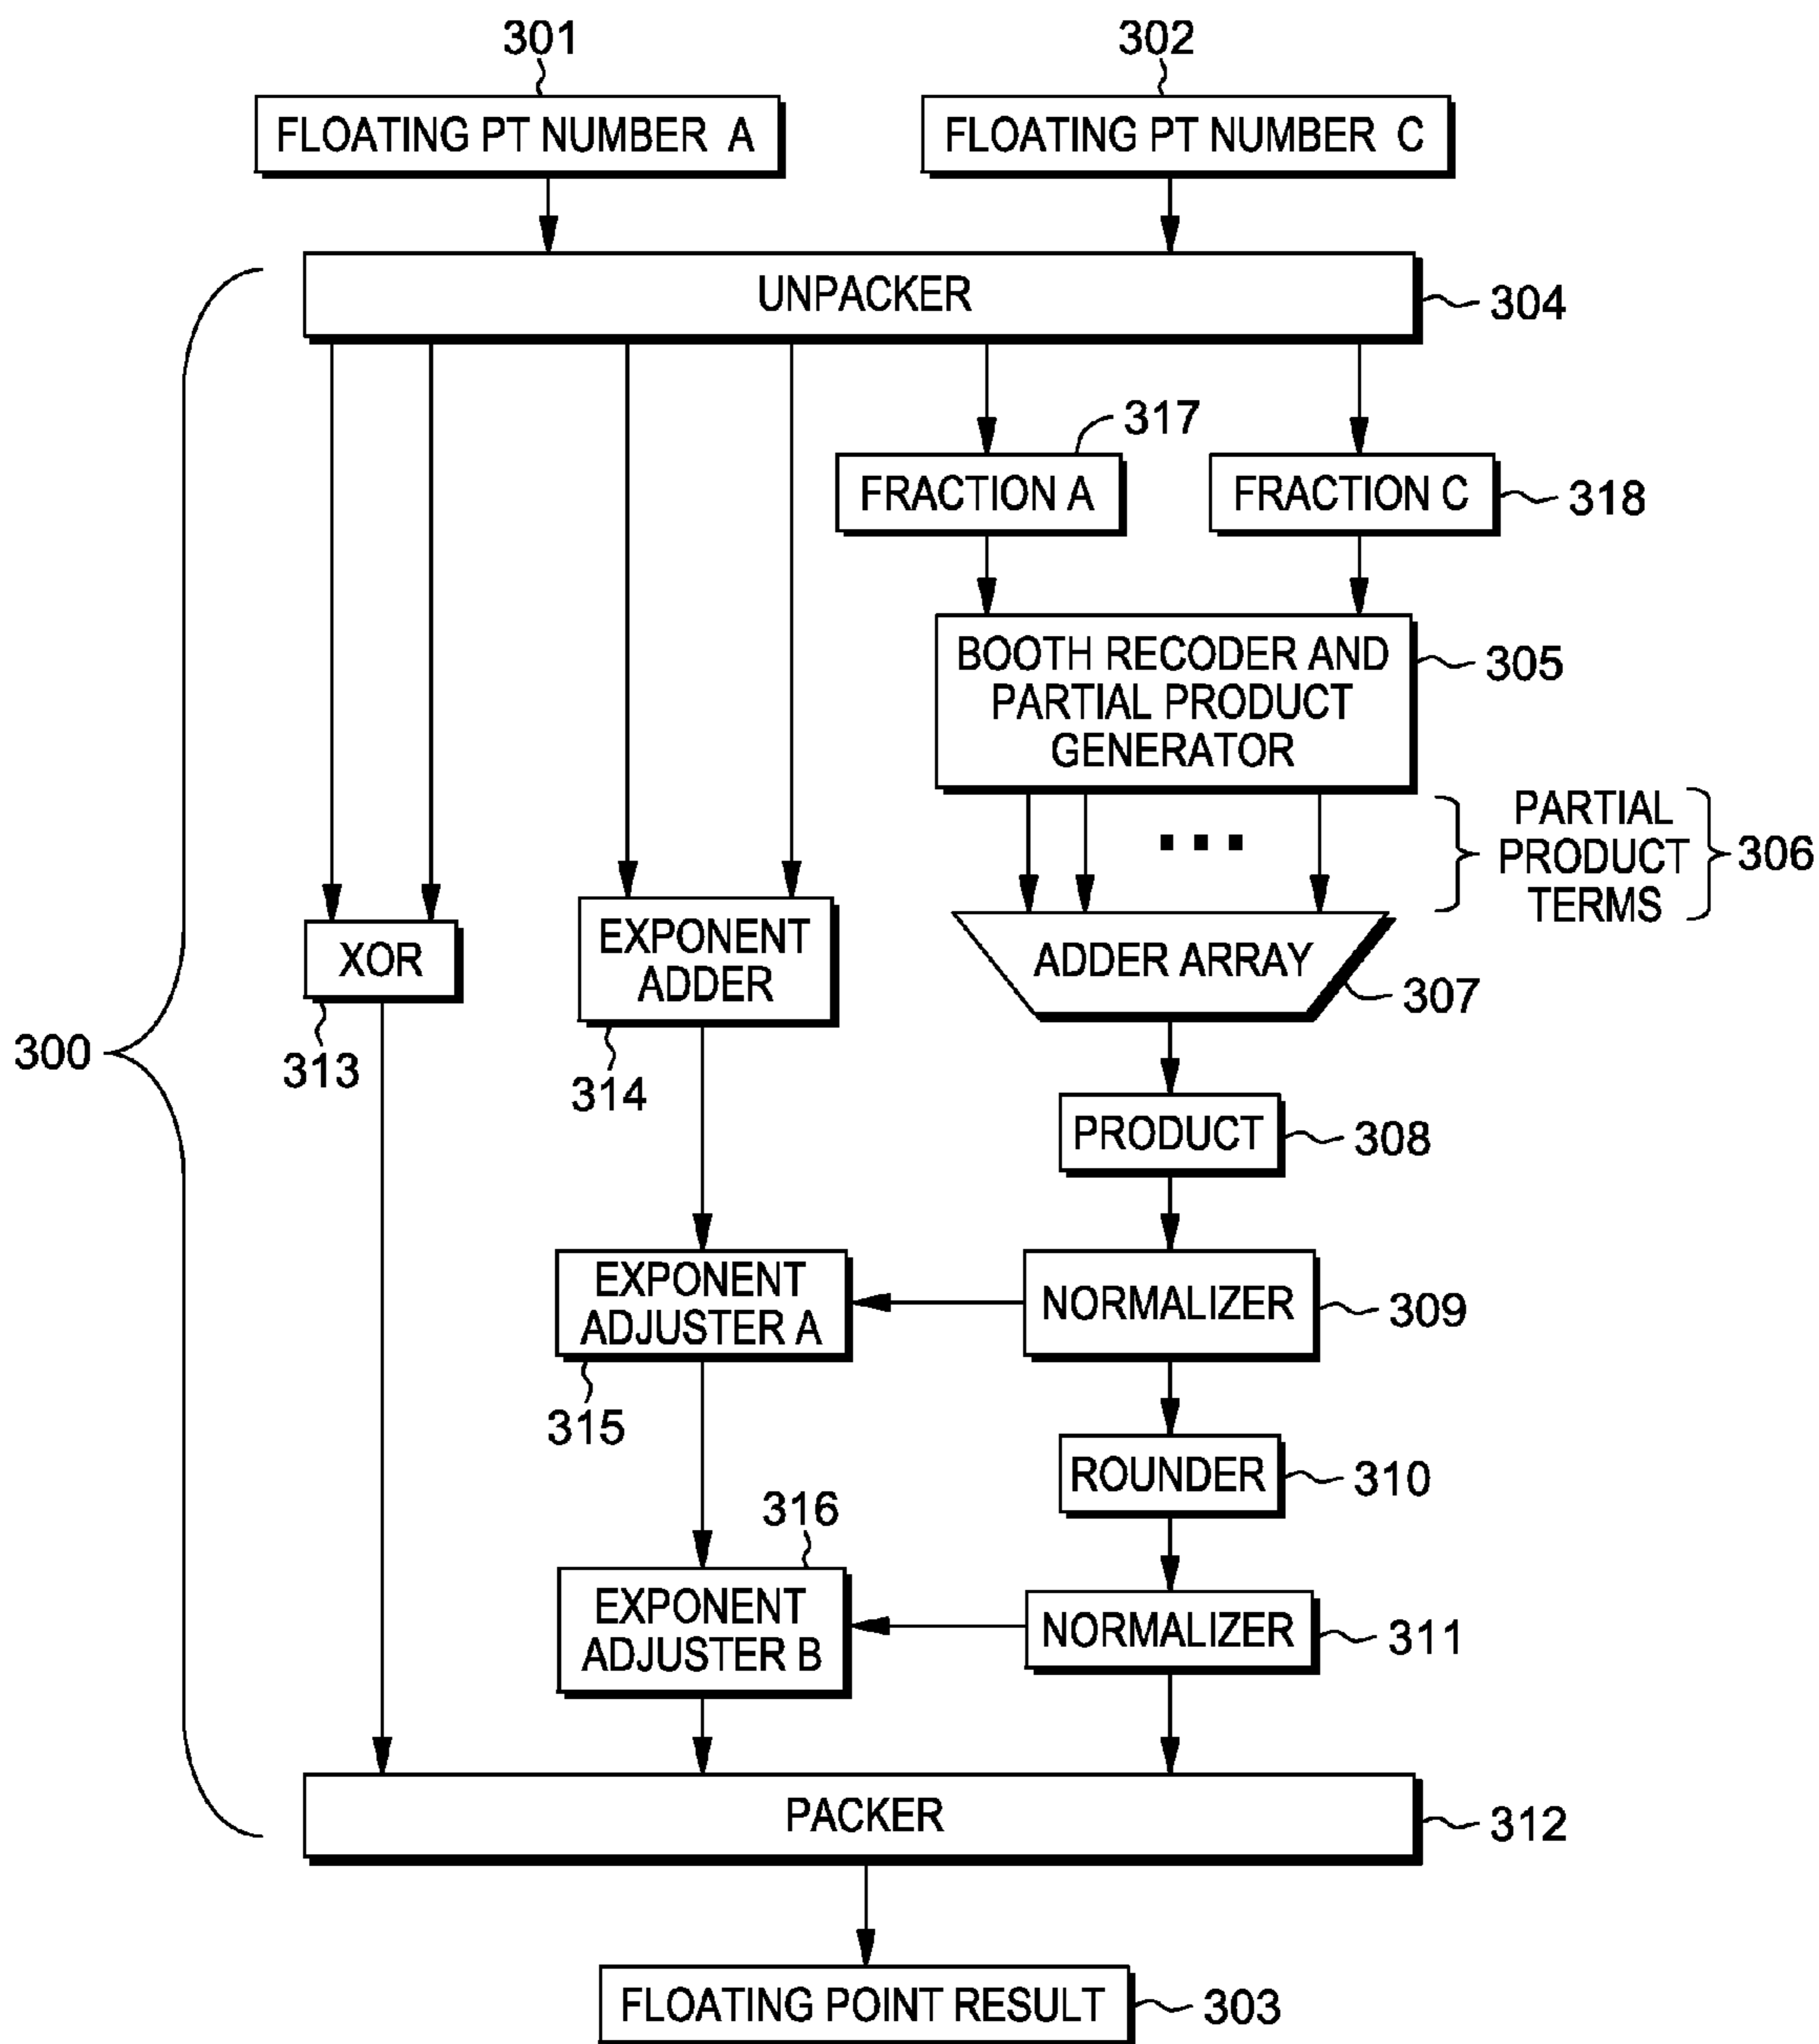 301
302
FLOATING PT NUMBER A
FLOATING PT NUMBER C
UNPACKER
304
317
FRACTION A
FRACTION C
318
BOOTH RECODER AND
PARTIAL PRODUCT
GENERATOR
305
PARTIAL
PRODUCT
TERMS
306
XOR
313
EXPONENT
ADDER
314
ADDER ARRAY
307
300
PRODUCT
308
EXPONENT
ADJUSTER A
315
NORMALIZER
309
ROUNDER
310
316
EXPONENT
ADJUSTER B
NORMALIZER
311
PACKER
312
FLOATING POINT RESULT
303